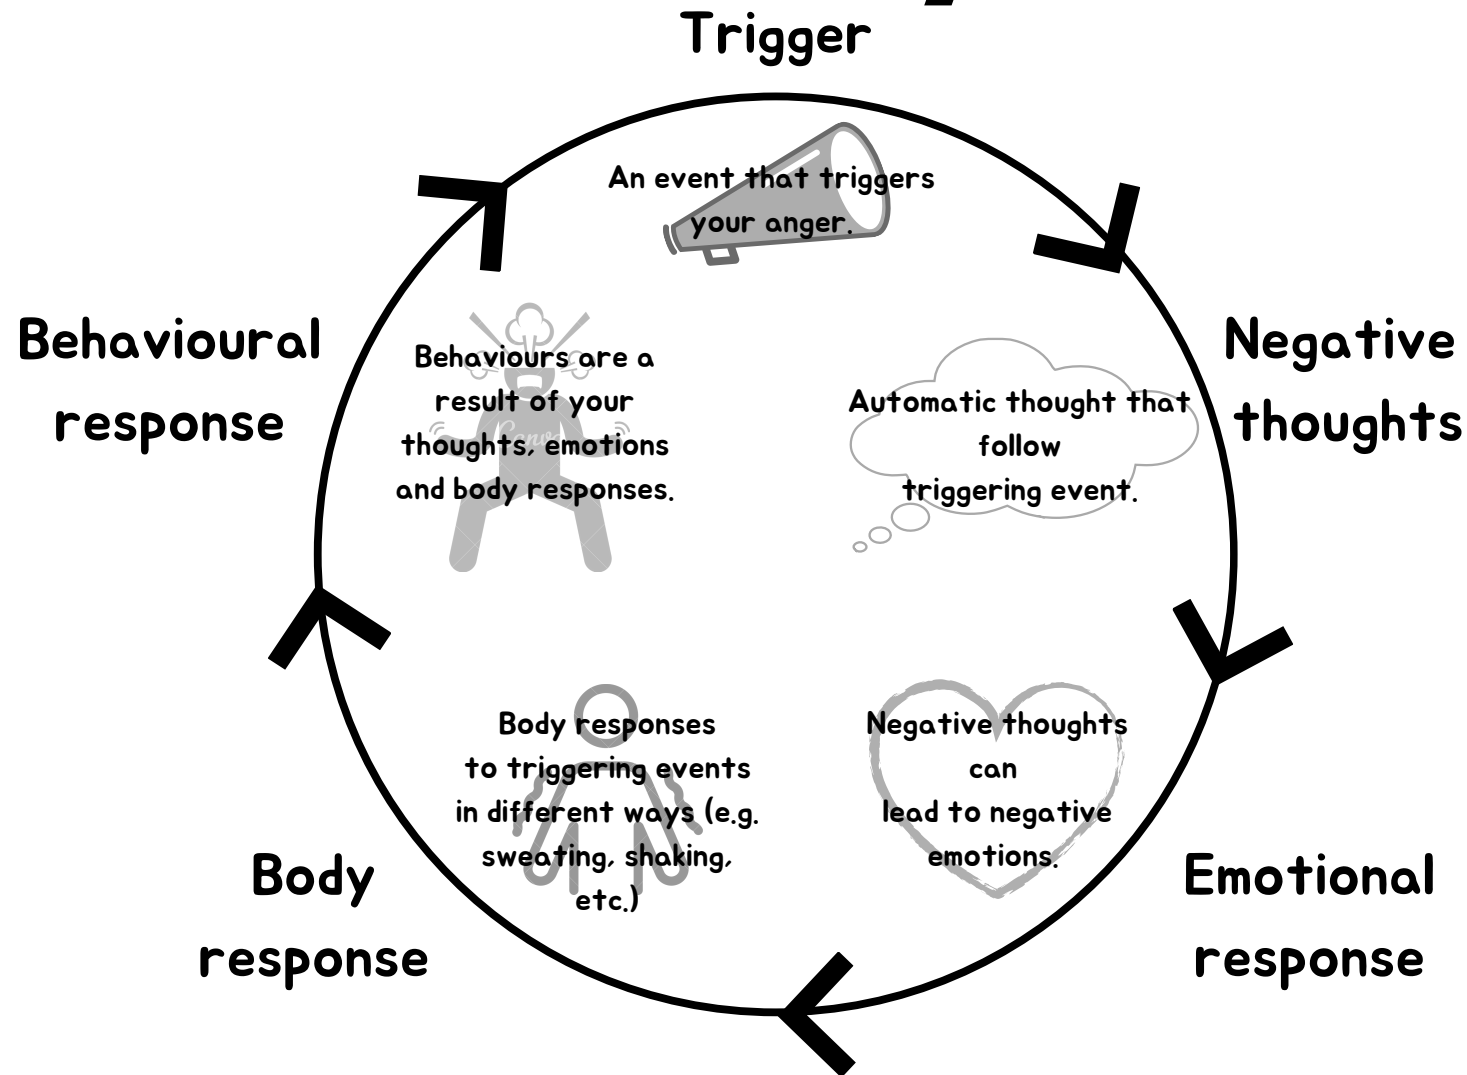 Trigger
An event that triggers
your anger.
Negative
thoughts
Automatic thought that
follow
triggering event.
Emotional
response
Negative thoughts
can
lead to negative
emotions.
Body
response
Body responses
to triggering events
in different ways (e.g.
sweating, shaking,
etc.)
Behavioural
response
Behaviours are a
result of your
thoughts, emotions
and body responses.
Canva